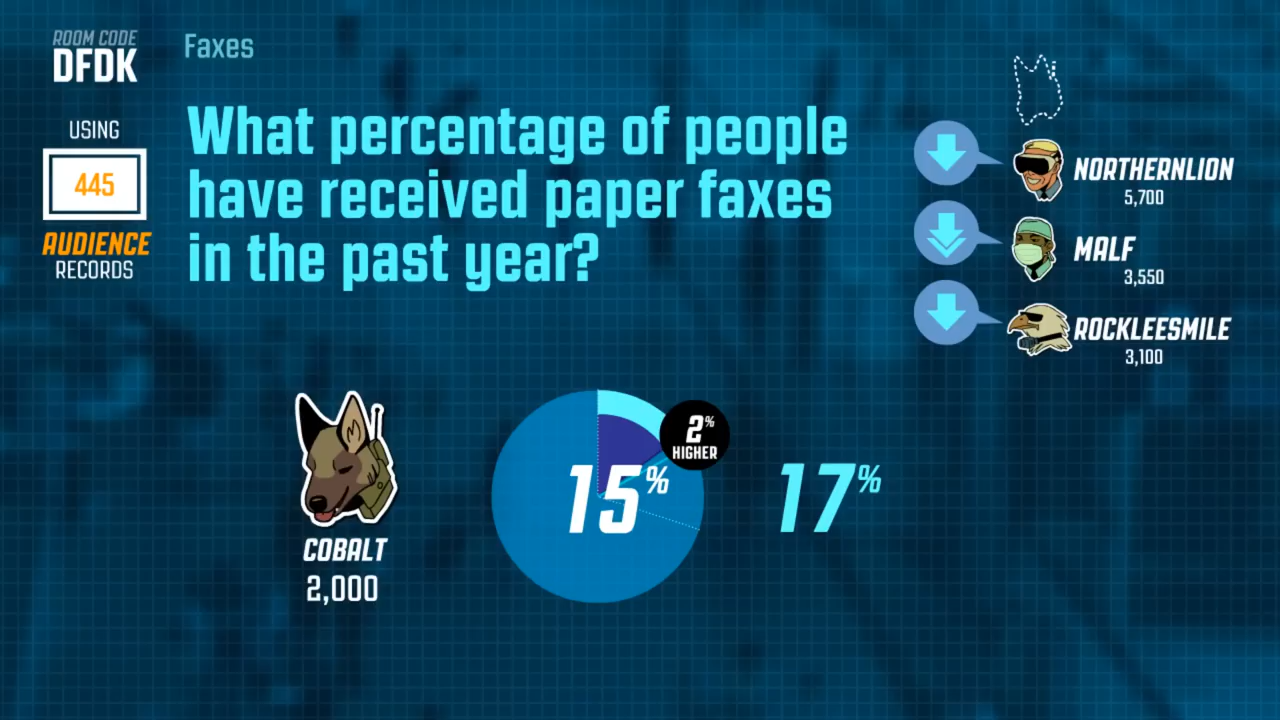 ROOM CODE
DFDK
Faxes
USING
445
AUDIENCE
RECORDS
What percentage of people
have received paper faxes
in the past year?
NORTHERNLION
5,700
MALF
3,550
ROCKLEESMILE
3,100
COBALT
2,000
15%
2%
HIGHER
17%